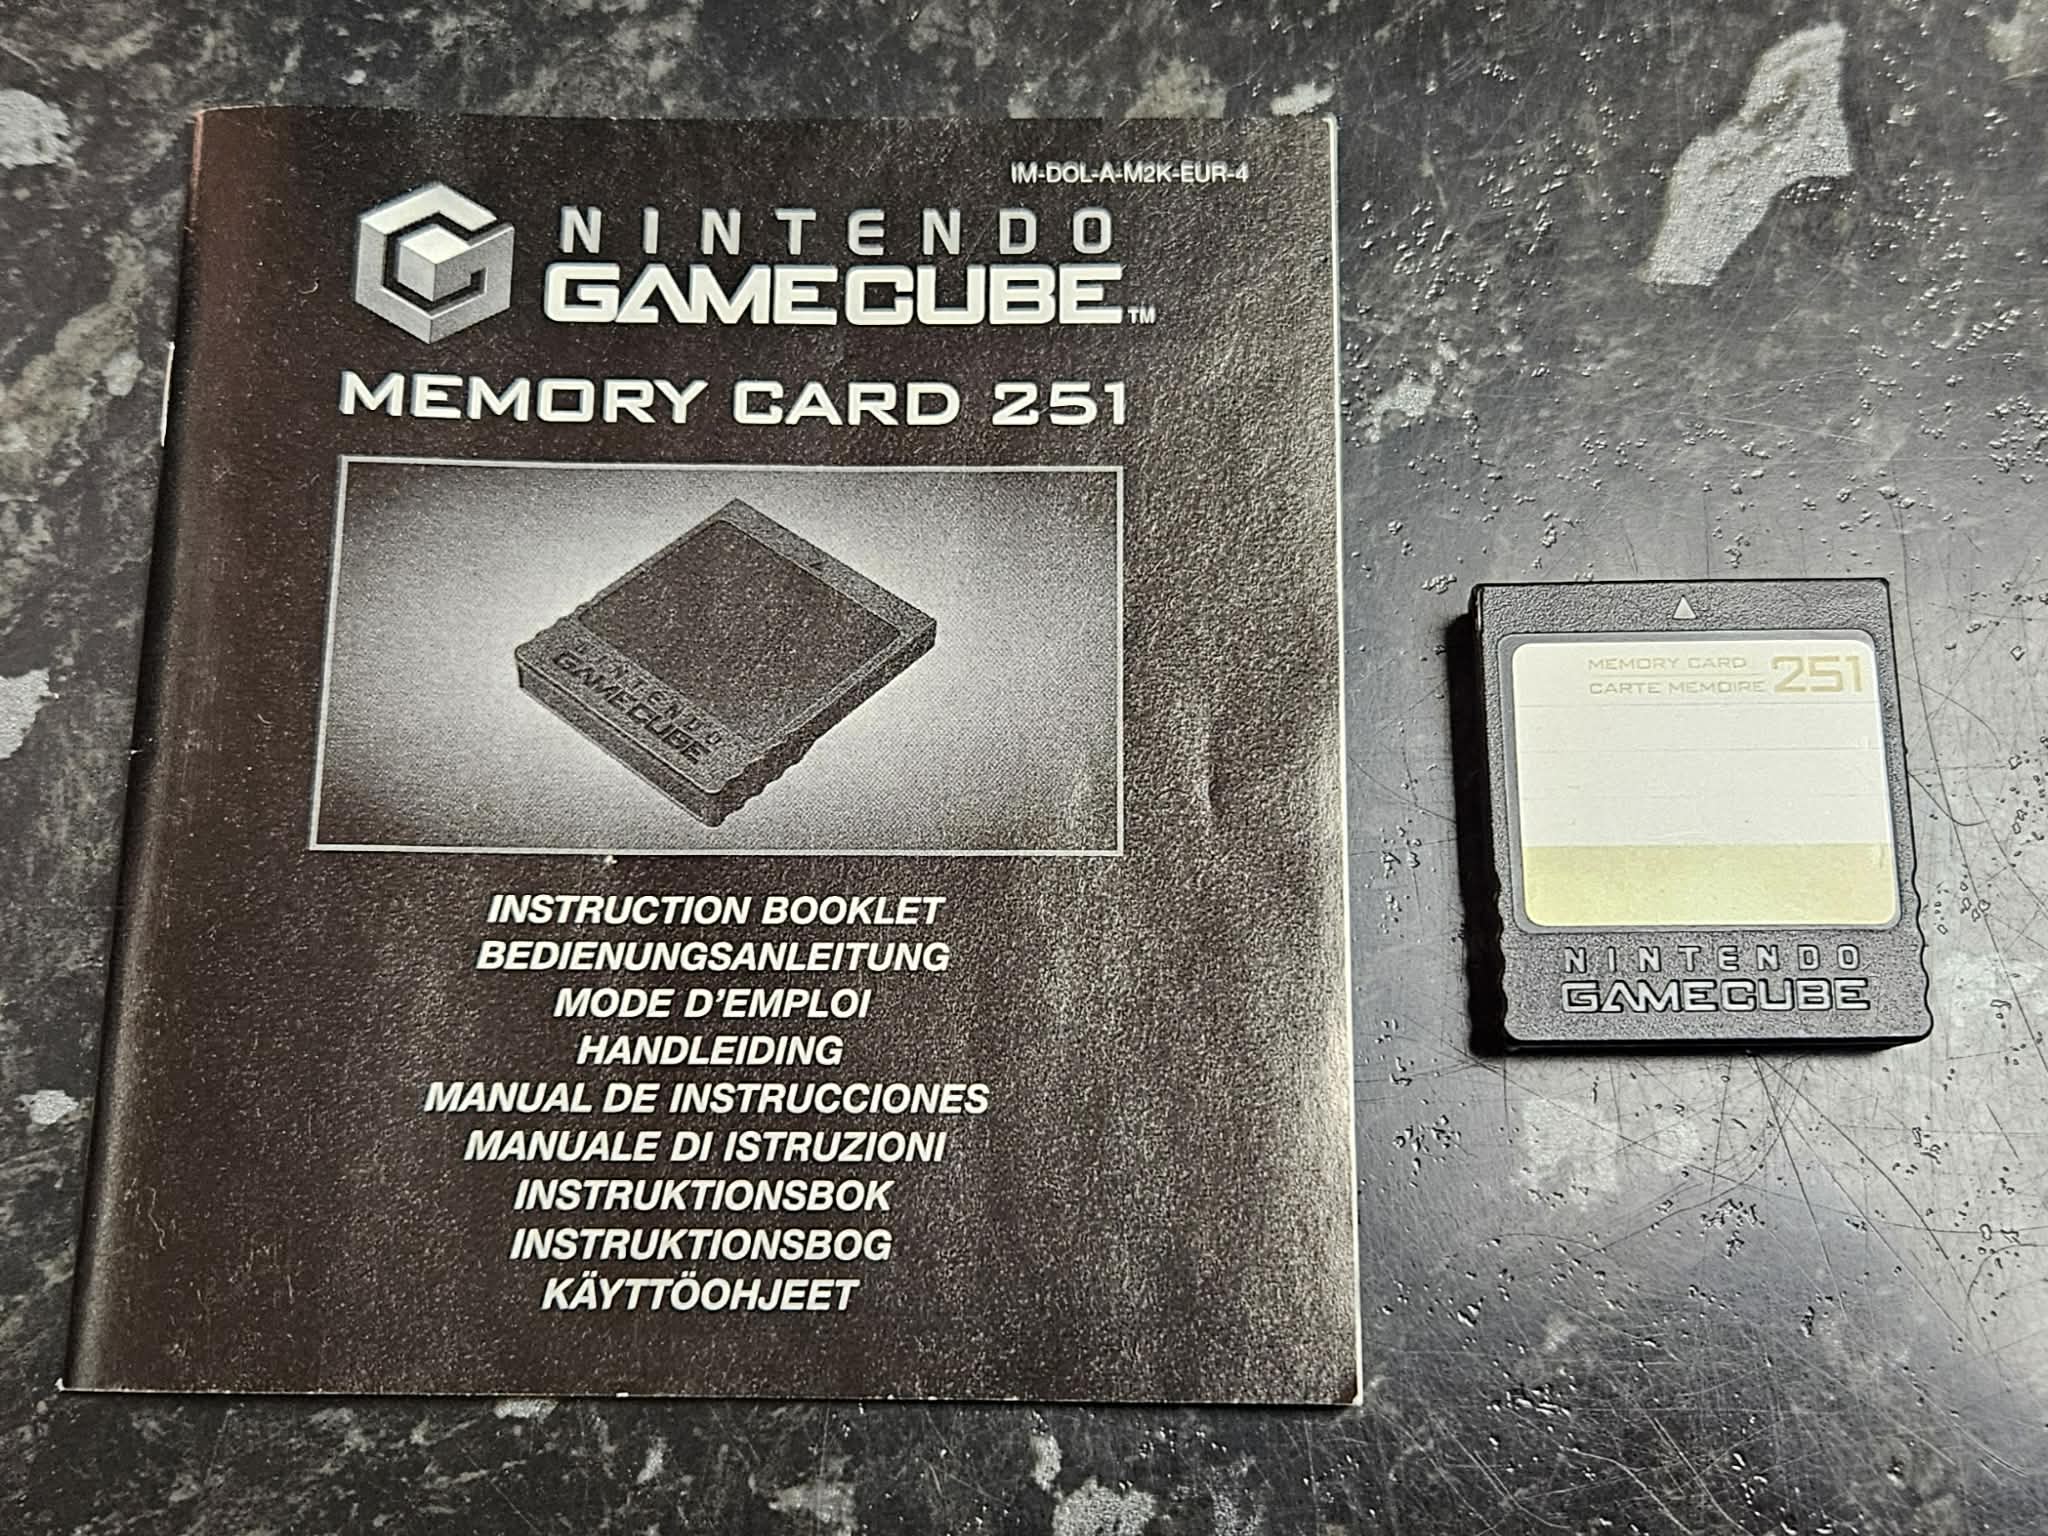 IM-DOL-A-M2K-EUR-4
NINTENDO
GAMECUBE™
MEMORY CARD 251
NINTENDO
GAMECUBE
INSTRUCTION BOOKLET
BEDIENUNGSANLEITUNG
MODE D'EMPLOI
HANDLEIDING
MANUAL DE INSTRUCCIONES
MANUALE DI ISTRUZIONI
INSTRUKTIONSBOK
INSTRUKTIONSBOG
KÄYTTÖOHJEET
MEMORY CARD 251
CARTE MEMOIRE
NINTENDO
GAMECUBE